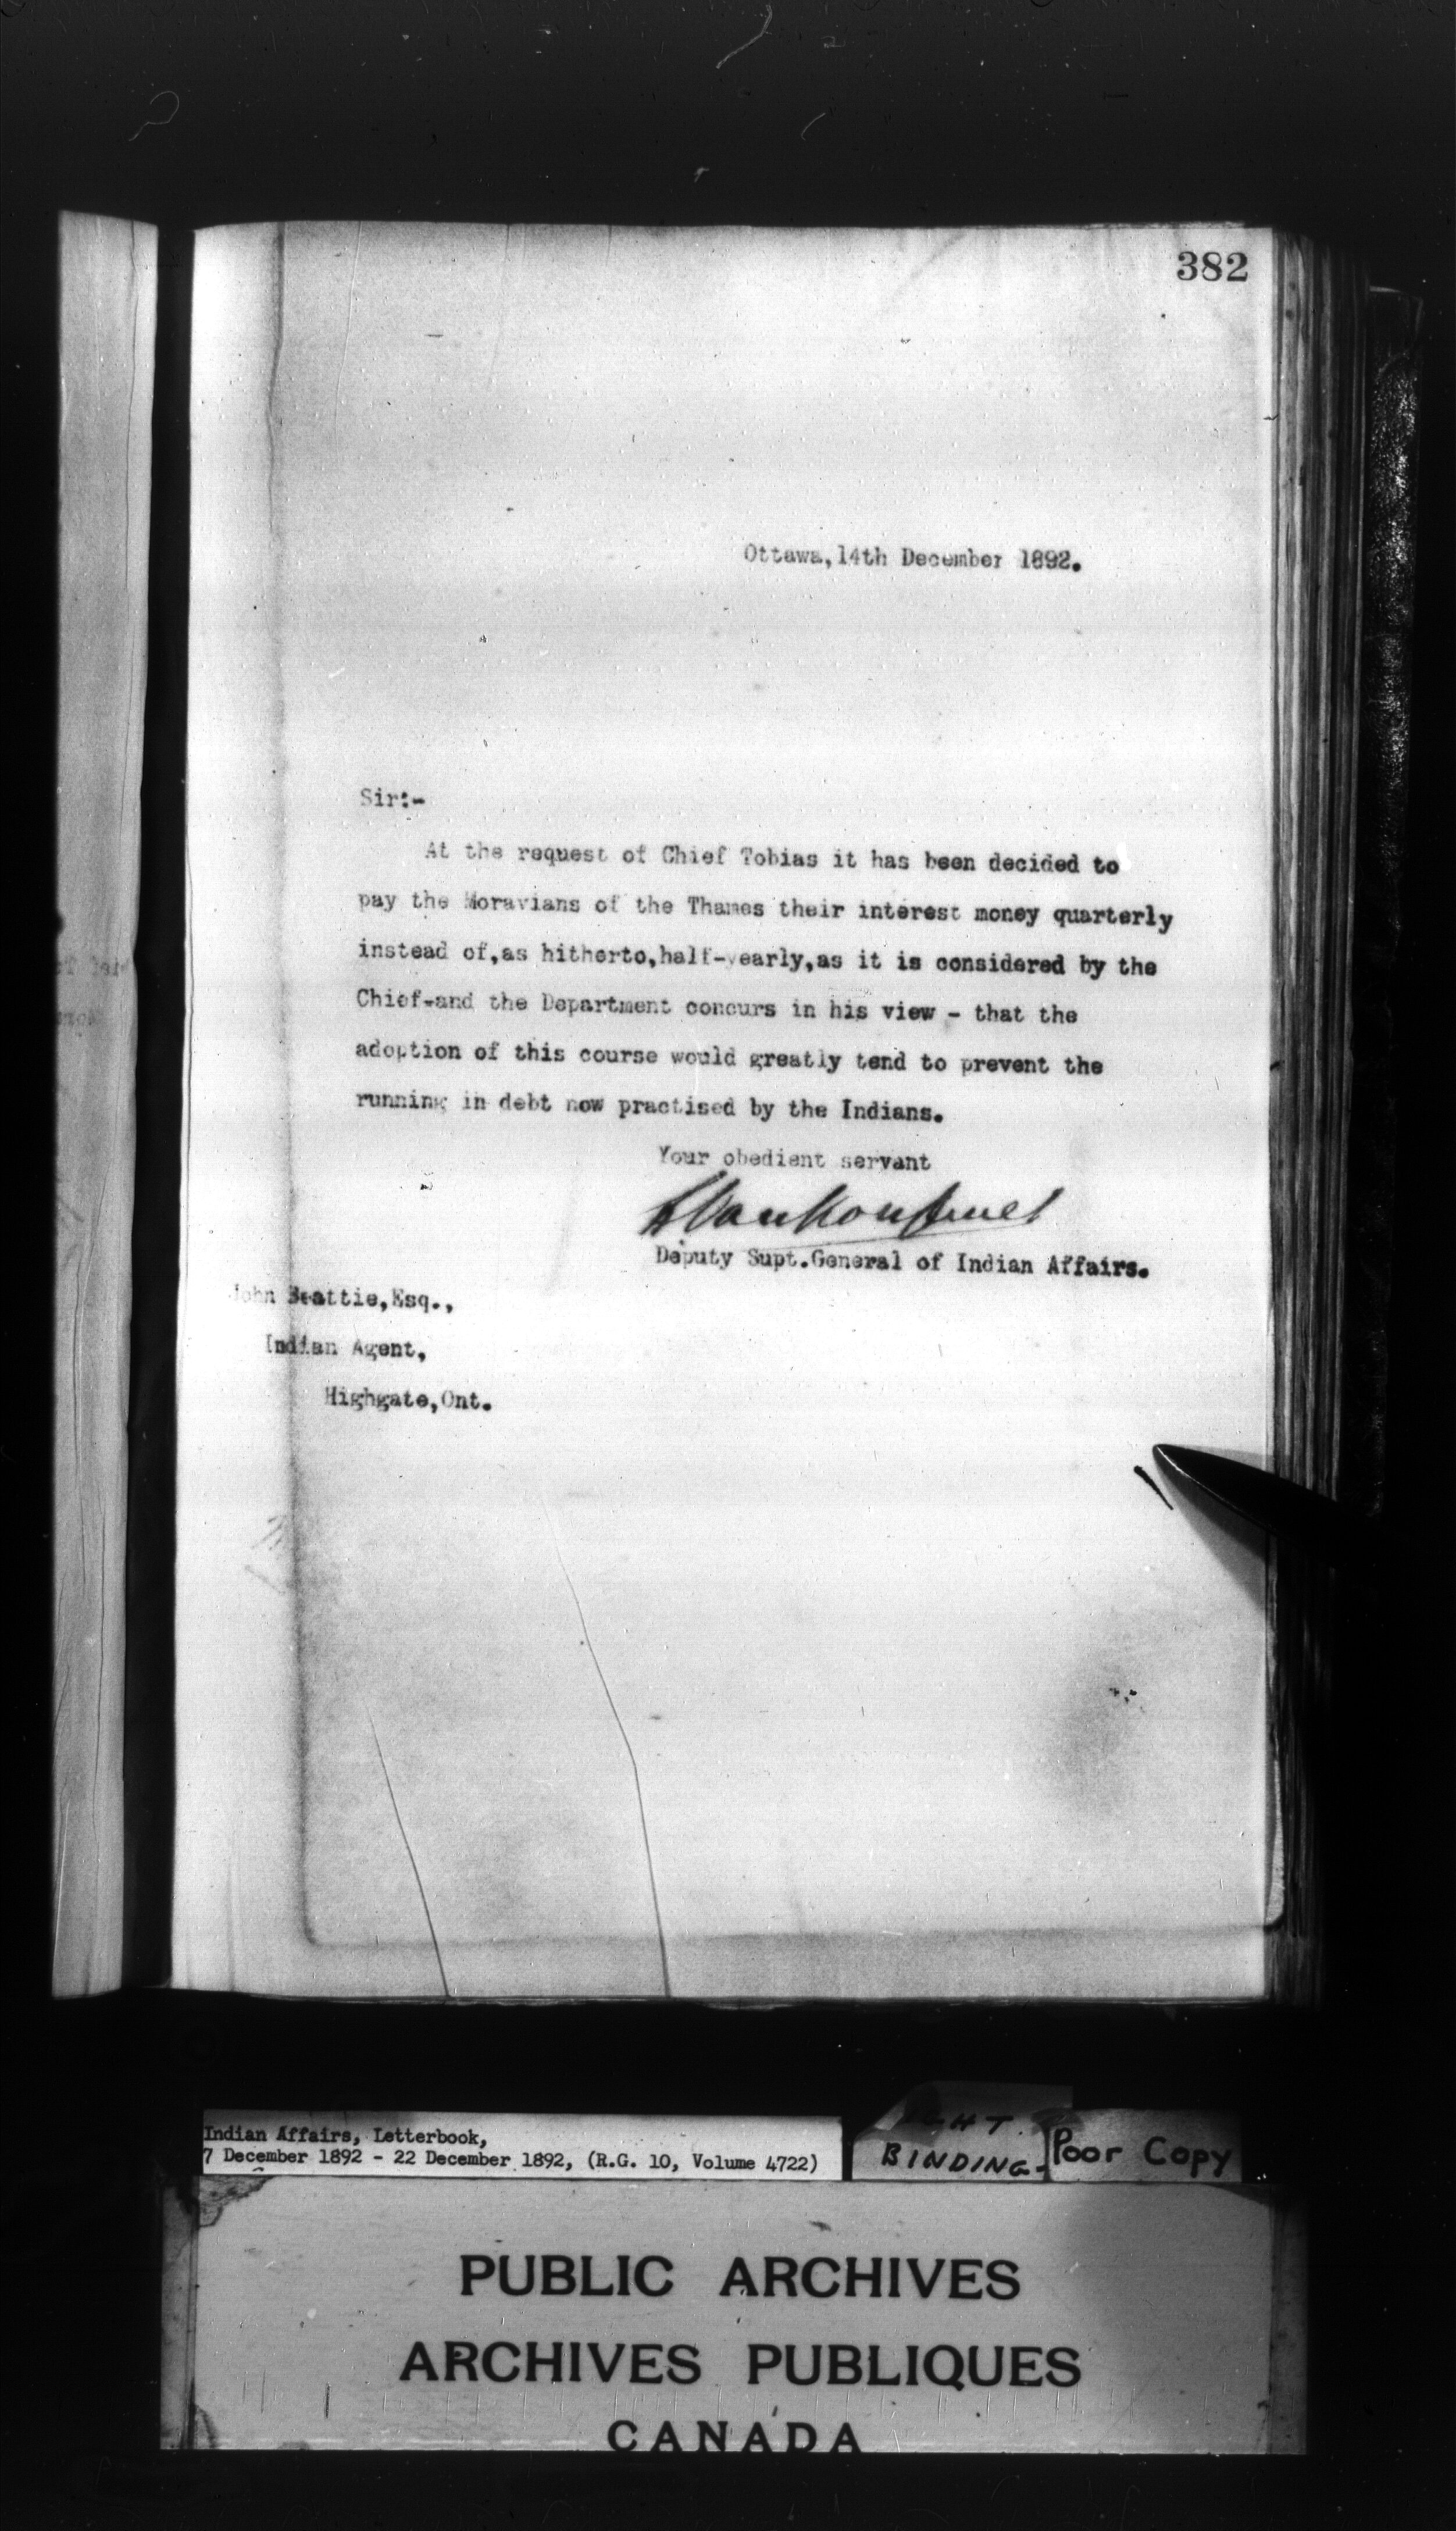 382
Ottawa,14th December 1892.
Sir:-
At the request of Chief Tobias it has been decided to
pay the Moravians of the Thames their interest money quarterly
instead of,as hitherto,half-yearly,as it is considered by the
Chief-and the Department concurs in his view - that the
adoption of this course would greatly tend to prevent the
running in debt now practised by the Indians.
Your obedient servant
L VanKoughnet
Deputy Supt.General of Indian Affairs.
John Beattie,Esq.,
Indian Agent,
Highgate,Ont.
Indian Affairs, Letterbook,
7 December 1892 - 22 December 1892, (R.G. 10, Volume 4722)
BINDING-
Poor Copy
PUBLIC ARCHIVES
ARCHIVES PUBLIQUES
CANADA